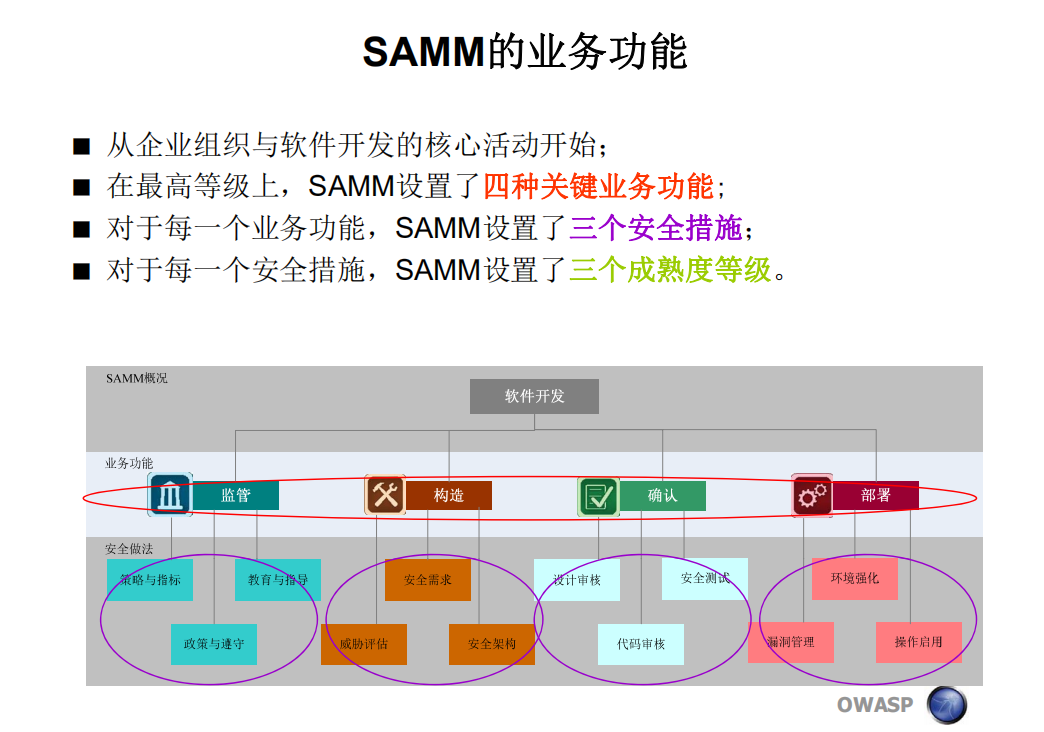 SAMM的业务功能
■ 从企业组织与软件开发的核心活动开始；
■ 在最高等级上，SAMM设置了四种关键业务功能；
■ 对于每一个业务功能，SAMM设置了三个安全措施；
■ 对于每一个安全措施，SAMM设置了三个成熟度等级。
SAMM概况
软件开发
业务功能
监管
构造
确认
部署
安全做法
策略与指标
教育与指导
安全需求
设计审核
安全测试
环境强化
政策与遵守
威胁评估
安全架构
代码审核
漏洞管理
操作启用
OWASP